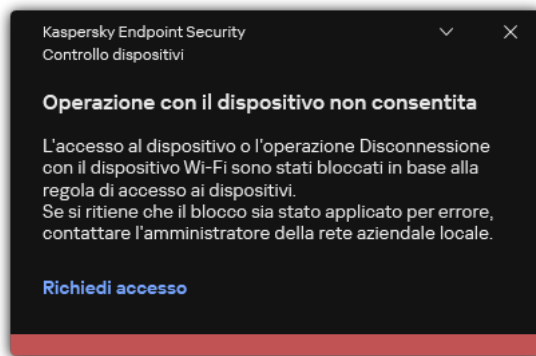 Kaspersky Endpoint Security
Controllo dispositivi
Operazione con il dispositivo non consentita
L'accesso al dispositivo o l'operazione Disconnessione
con il dispositivo Wi-Fi sono stati bloccati in base alla
regola di accesso ai dispositivi.
Se si ritiene che il blocco sia stato applicato per errore,
contattare l'amministratore della rete aziendale locale.
Richiedi accesso